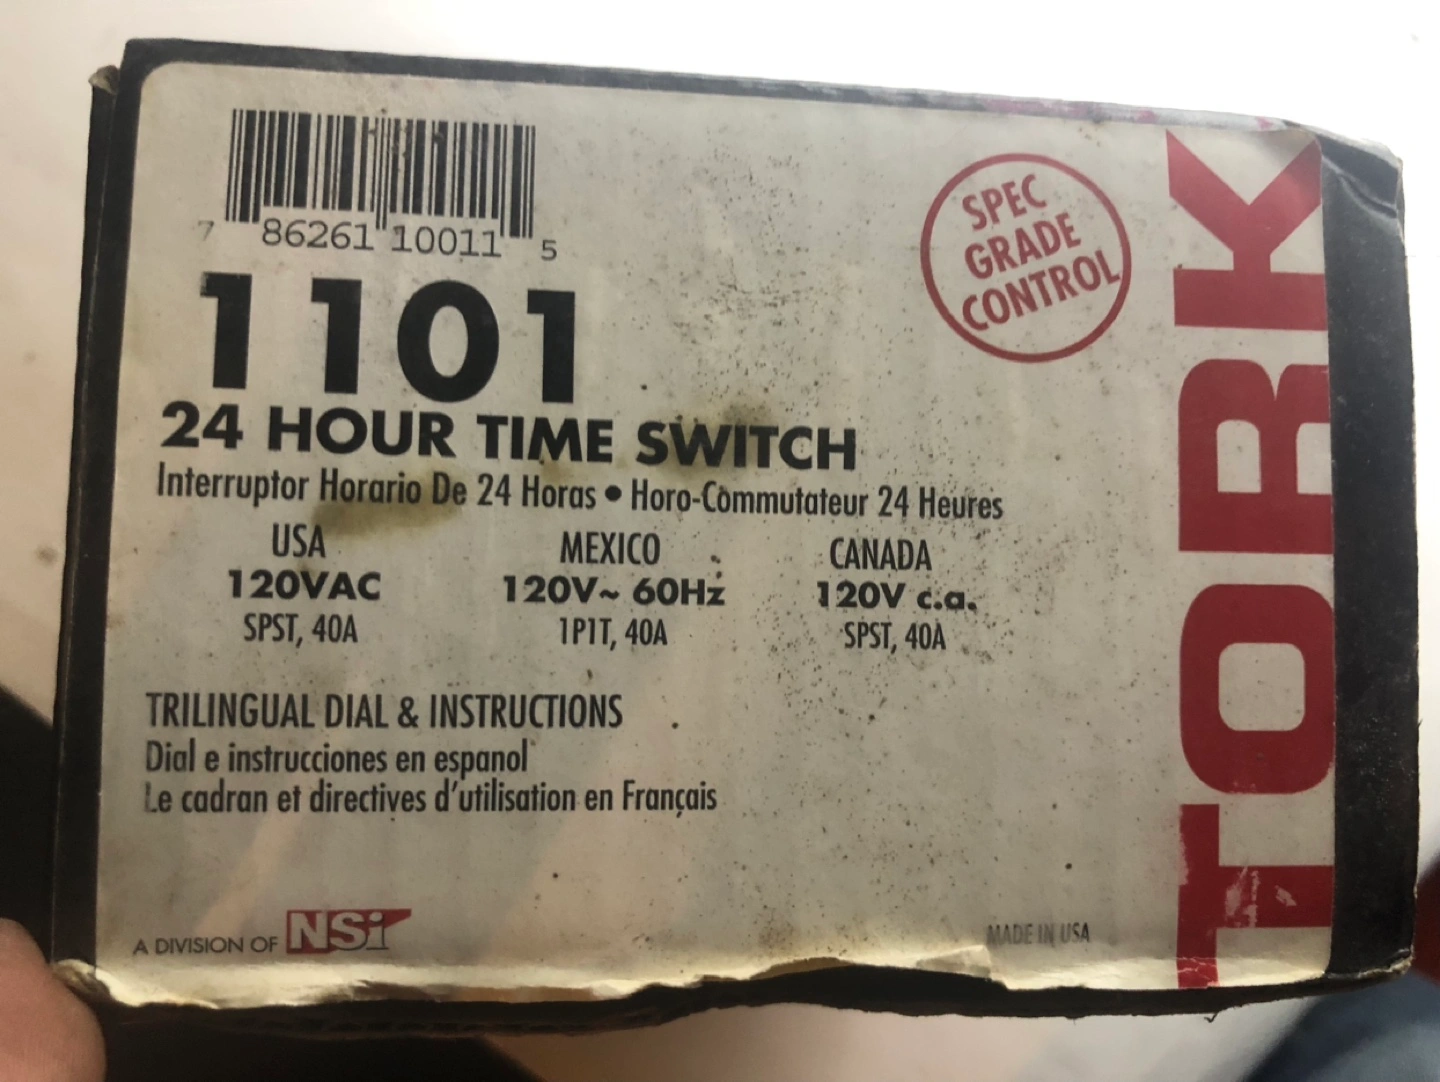 7 86261 10011 5
1101
24 HOUR TIME SWITCH
Interruptor Horario De 24 Horas • Horo-Commutateur 24 Heures
USA
120VAC
SPST, 40A
MEXICO
120V~ 60Hz
1P1T, 40A
CANADA
120V c.a.
SPST, 40A
TRILINGUAL DIAL & INSTRUCTIONS
Dial e instrucciones en espanol
Le cadran et directives d'utilisation en Français
A DIVISION OF NSi
MADE IN USA
SPEC
GRADE
CONTROL
TORK